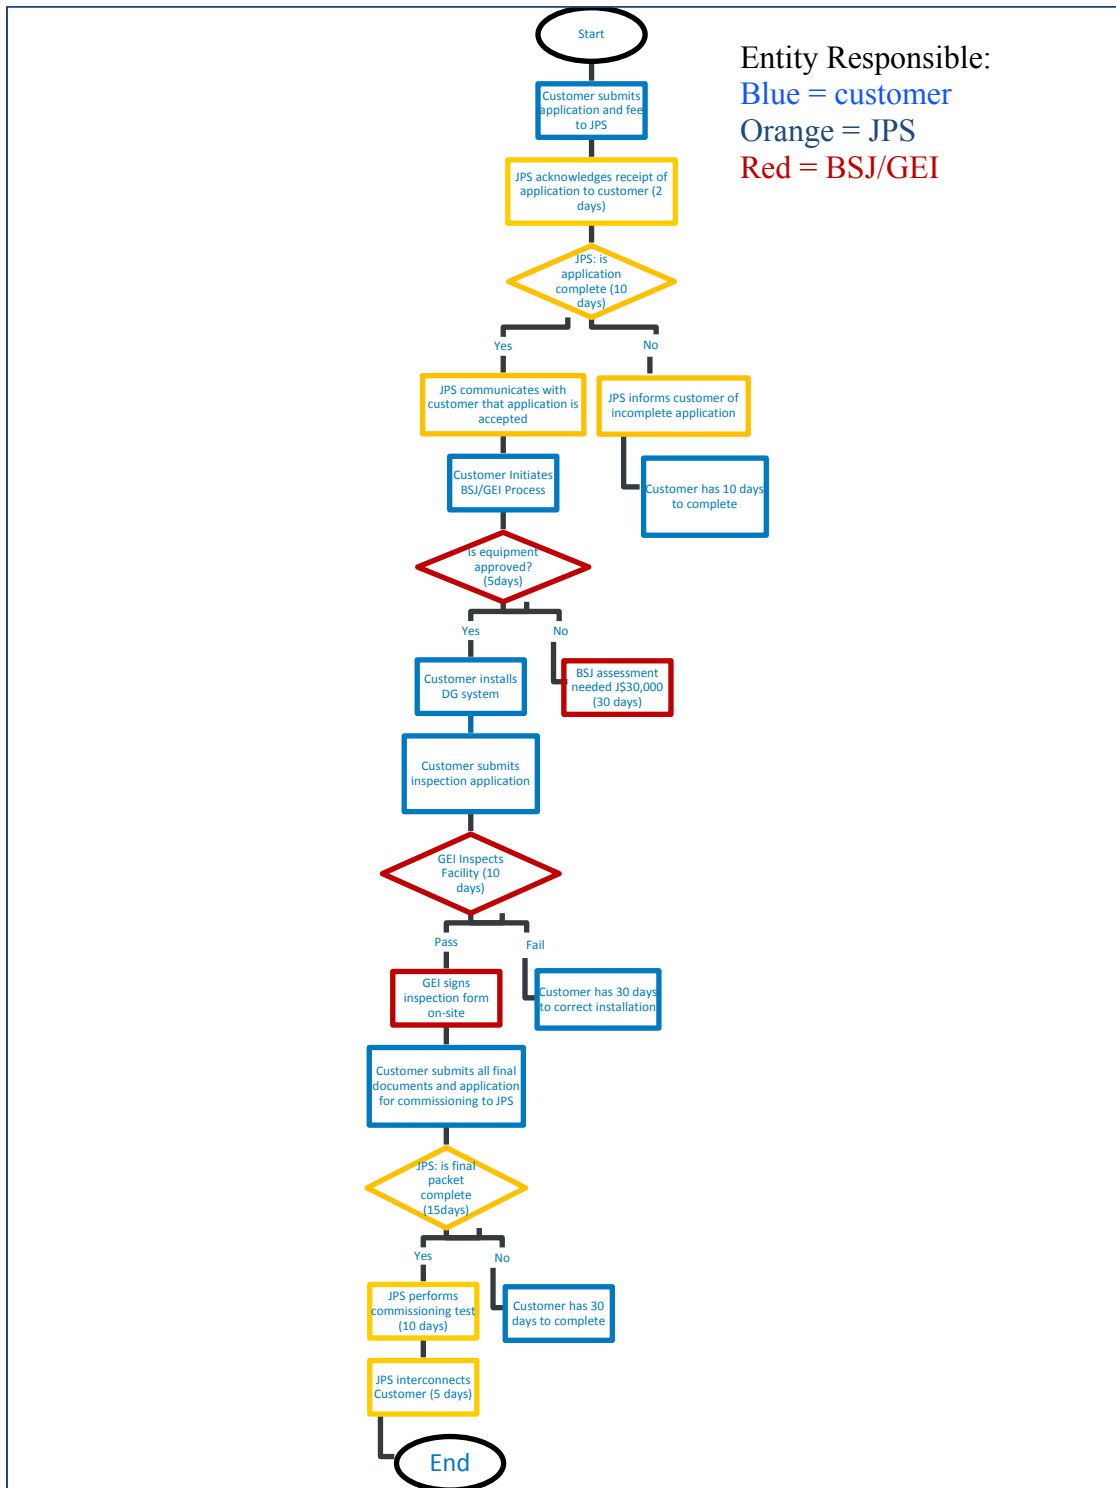 Start
Entity Responsible:
Blue = customer
Orange = JPS
Red = BSJ/GEI
Customer submits
application and fee
to JPS
JPS acknowledges receipt of
application to customer (2
days)
JPS: is
application
complete (10
days)
Yes
No
JPS communicates with
customer that application is
accepted
JPS informs customer of
incomplete application
Customer Initiates
BSJ/GEI Process
Customer has 10 days
to complete
Is equipment
approved?
(5days)
Yes
No
Customer installs
DG system
BSJ assessment
needed J$30,000
(30 days)
Customer submits
inspection application
GEI Inspects
Facility (10
days)
Pass
Fail
GEI signs
inspection form
on-site
Customer has 30 days
to correct installation
Customer submits all final
documents and application
for commissioning to JPS
JPS: is final
packet
complete
(15days)
Yes
No
JPS performs
commissioning test
(10 days)
Customer has 30
days to complete
JPS interconnects
Customer (5 days)
End